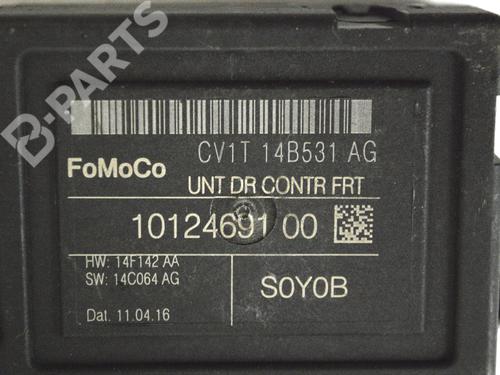 B-PARTS
CV1T 14B531 AG
FoMoCo
UNT DR CONTR FRT
10124691 00
HW: 14F142 AA
SW: 14C064 AG
S0Y0B
Dat. 11.04.16